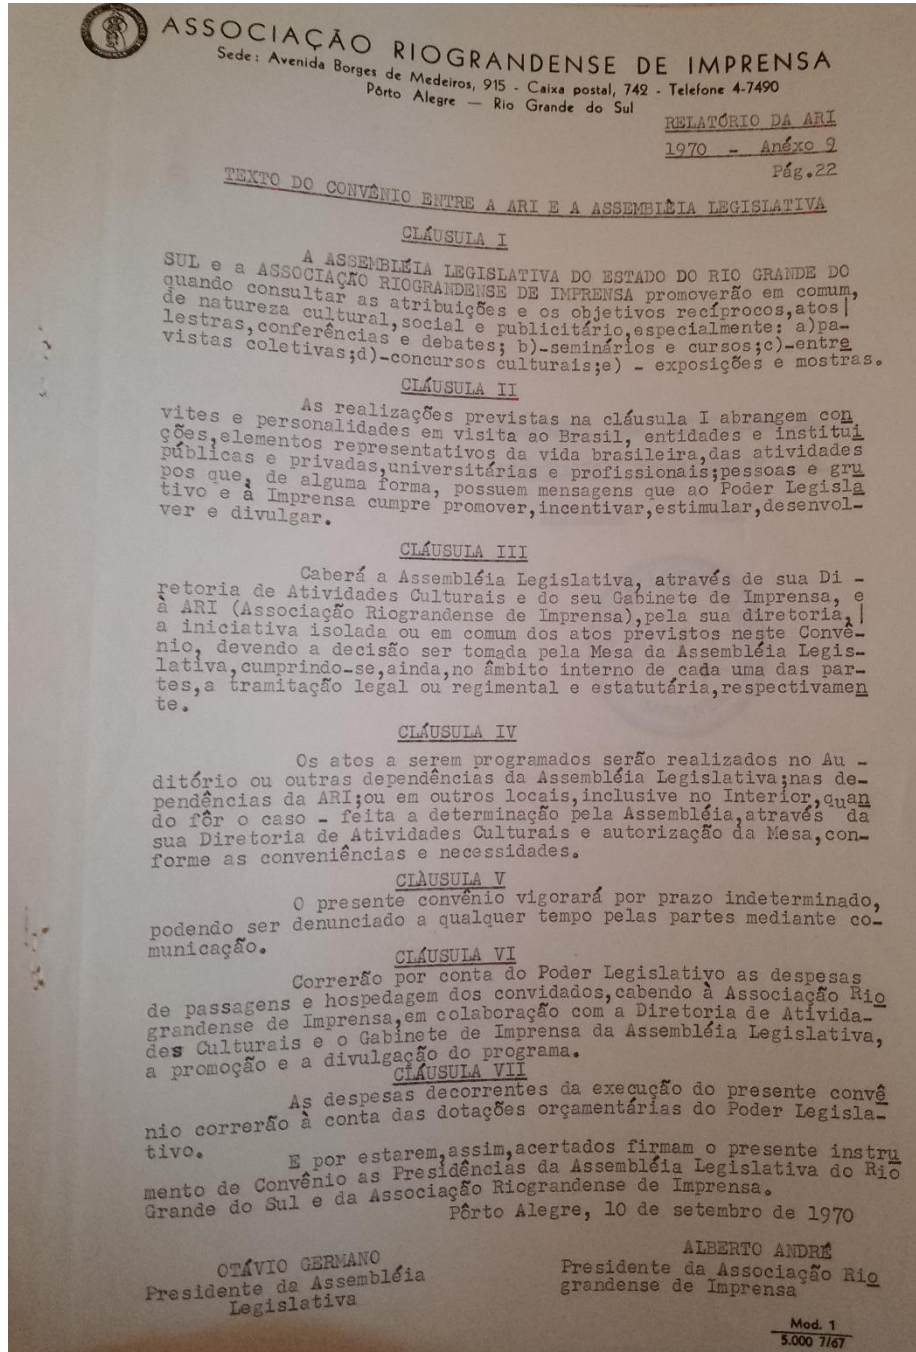 ASSOCIAÇÃO RIOGRANDENSE DE IMPRENSA
Sede: Avenida Borges de Medeiros, 915 - Caixa postal, 742 - Telefone 4-7490
Pôrto Alegre — Rio Grande do Sul
RELATÓRIO DA ARI
1970 - Anéxo 9
Pág.22
TEXTO DO CONVÊNIO ENTRE A ARI E A ASSEMBLÈIA LEGISLATIVA
CLÁUSULA I
A ASSEMBLÉIA LEGISLATIVA DO ESTADO DO RIO GRANDE DO
SUL e a ASSOCIAÇÃO RIOGRANDENSE DE IMPRENSA promoverão em comum,
quando consultar as atribuições e os objetivos recíprocos,atos|
de natureza cultural,social e publicitário,especialmente: a)pa-
lestras,conferências e debates; b)-seminários e cursos;c)-entre
vistas coletivas;d)-concursos culturais;e) - exposições e mostras.
CLÁUSULA II
As realizações previstas na cláusula I abrangem con
vites e personalidades em visita ao Brasil, entidades e institui
ções,elementos representativos da vida brasileira,das atividades
públicas e privadas,universitárias e profissionais;pessoas e gru
pos que, de alguma forma, possuem mensagens que ao Poder Legisla
tivo e à Imprensa cumpre promover,incentivar,estimular,desenvol-
ver e divulgar.
CLÁUSULA III
Caberá a Assembléia Legislativa, através de sua Di -
retoria de Atividades Culturais e do seu Gabinete de Imprensa, e
à ARI (Associação Riograndense de Imprensa),pela sua diretoria,|
a iniciativa isolada ou em comum dos atos previstos neste Convê-
nio, devendo a decisão ser tomada pela Mesa da Assembléia Legis-
lativa,cumprindo-se,ainda,no âmbito interno de cada uma das par-
tes,a tramitação legal ou regimental e estatutária,respectivamen
te.
CLÁUSULA IV
Os atos a serem programados serão realizados no Au -
ditório ou outras dependências da Assembléia Legislativa;nas de-
pendências da ARI;ou em outros locais,inclusive no Interior,quan
do fôr o caso - feita a determinação pela Assembléia,através da
sua Diretoria de Atividades Culturais e autorização da Mesa,con-
forme as conveniências e necessidades.
CLÀUSULA V
O presente convênio vigorará por prazo indeterminado,
podendo ser denunciado a qualquer tempo pelas partes mediante co-
municação.
CLÁUSULA VI
Correrão por conta do Poder Legislativo as despesas
de passagens e hospedagem dos convidados,cabendo à Associação Rio
grandense de Imprensa,em colaboração com a Diretoria de Ativida-
des Culturais e o Gabinete de Imprensa da Assembléia Legislativa,
a promoção e a divulgação do programa.
CLÁUSULA VII
As despesas decorrentes da execução do presente convê
nio correrão à conta das dotações orçamentárias do Poder Legisla-
tivo.
E por estarem,assim,acertados firmam o presente instru
mento de Convênio as Presidências da Assembléia Legislativa do Rio
Grande do Sul e da Associação Riograndense de Imprensa.
Pôrto Alegre, 10 de setembro de 1970
OTÁVIO GERMANO
Presidente da Assembléia
Legislativa
ALBERTO ANDRÉ
Presidente da Associação Rio
grandense de Imprensa
Mod. 1
5.000 7/67